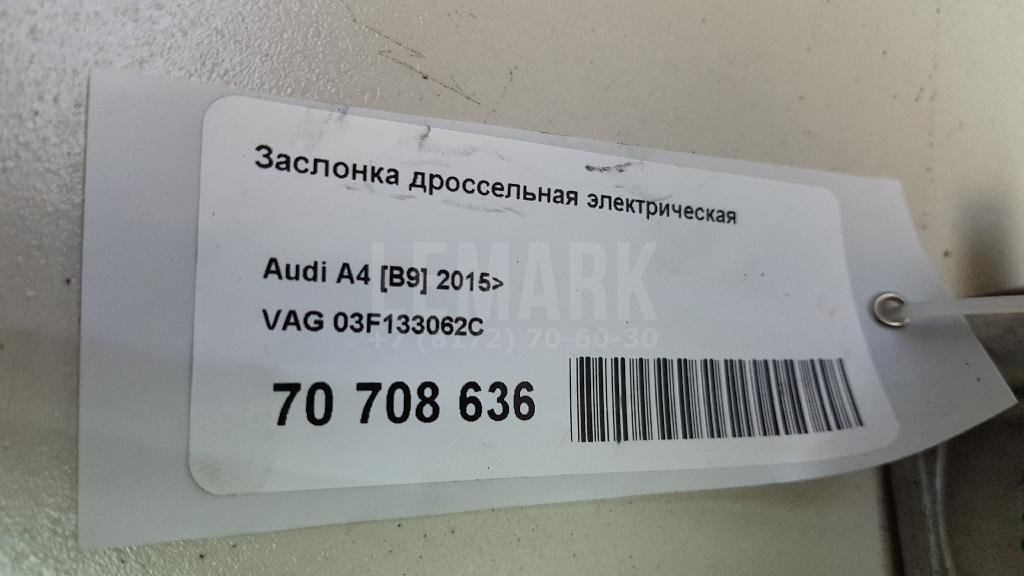 Заслонка дроссельная электрическая
Audi A4 [B9] 2015>
LEMARK
VAG 03F133062C
+7 (8172) 70-60-30
70 708 636